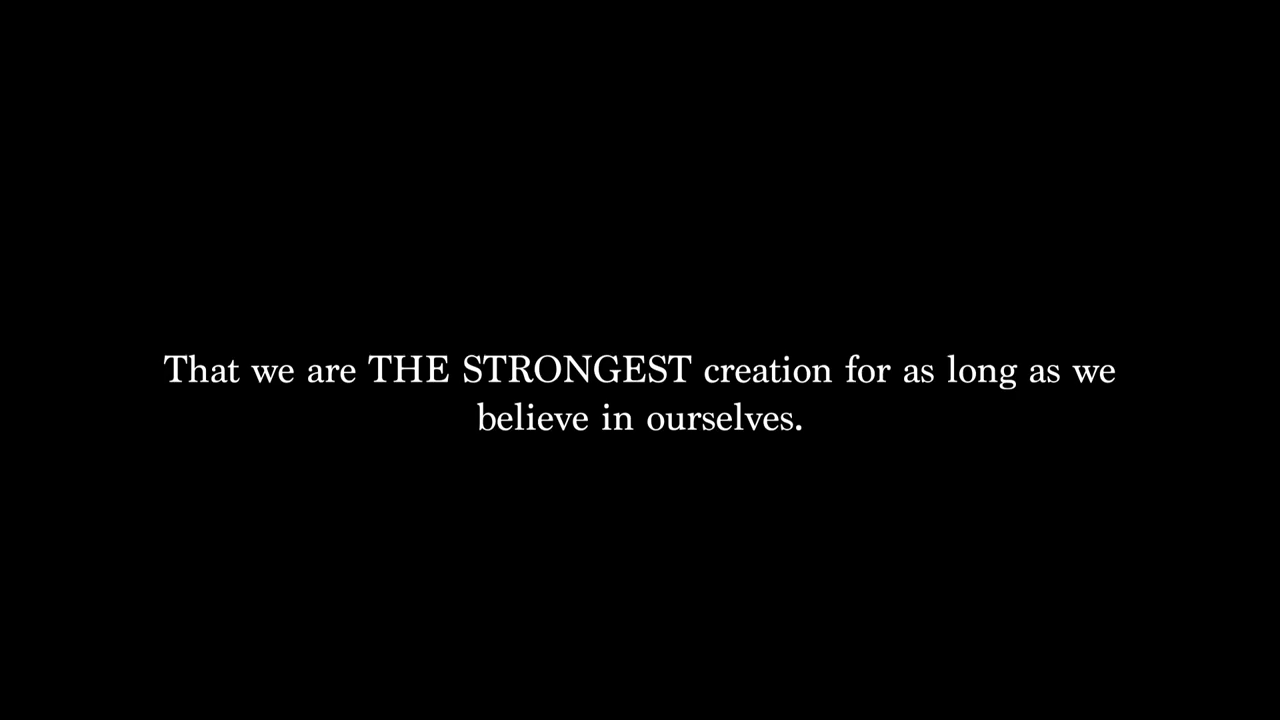 That we are THE STRONGEST creation for as long as we
believe in ourselves.